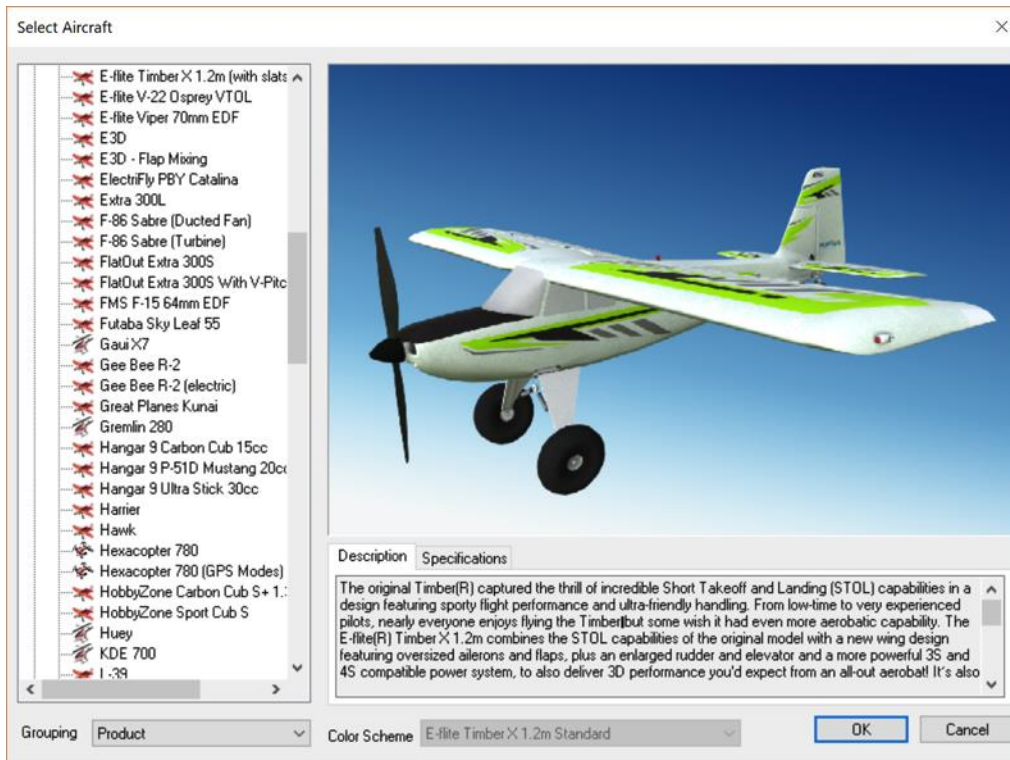 Select Aircraft
E-flite Timber X 1.2m (with slats
E-flite V-22 Osprey VTOL
E-flite Viper 70mm EDF
E3D
E3D - Flap Mixing
ElectriFly PBY Catalina
Extra 300L
F-86 Sabre (Ducted Fan)
F-86 Sabre (Turbine)
FlatOut Extra 300S
FlatOut Extra 300S With V-Pitc
FMS F-15 64mm EDF
Futaba Sky Leaf 55
Gaui X7
Gee Bee R-2
Gee Bee R-2 (electric)
Great Planes Kunai
Gremlin 280
Hangar 9 Carbon Cub 15cc
Hangar 9 P-51D Mustang 20cc
Hangar 9 Ultra Stick 30cc
Harrier
Hawk
Hexacopter 780
Hexacopter 780 (GPS Modes)
HobbyZone Carbon Cub S+ 1.
HobbyZone Sport Cub S
Huey
KDE 700
L-39
Description Specifications
The original Timber(R) captured the thrill of incredible Short Takeoff and Landing (STOL) capabilities in a
design featuring sporty flight performance and ultra-friendly handling. From low-time to very experienced
pilots, nearly everyone enjoys flying the Timber but some wish it had even more aerobatic capability. The
E-flite(R) Timber X 1.2m combines the STOL capabilities of the original model with a new wing design
featuring oversized ailerons and flaps, plus an enlarged rudder and elevator and a more powerful 3S and
4S compatible power system, to also deliver 3D performance you'd expect from an all-out aerobat! It's also
Grouping Product Color Scheme E-flite Timber X 1.2m Standard OK Cancel